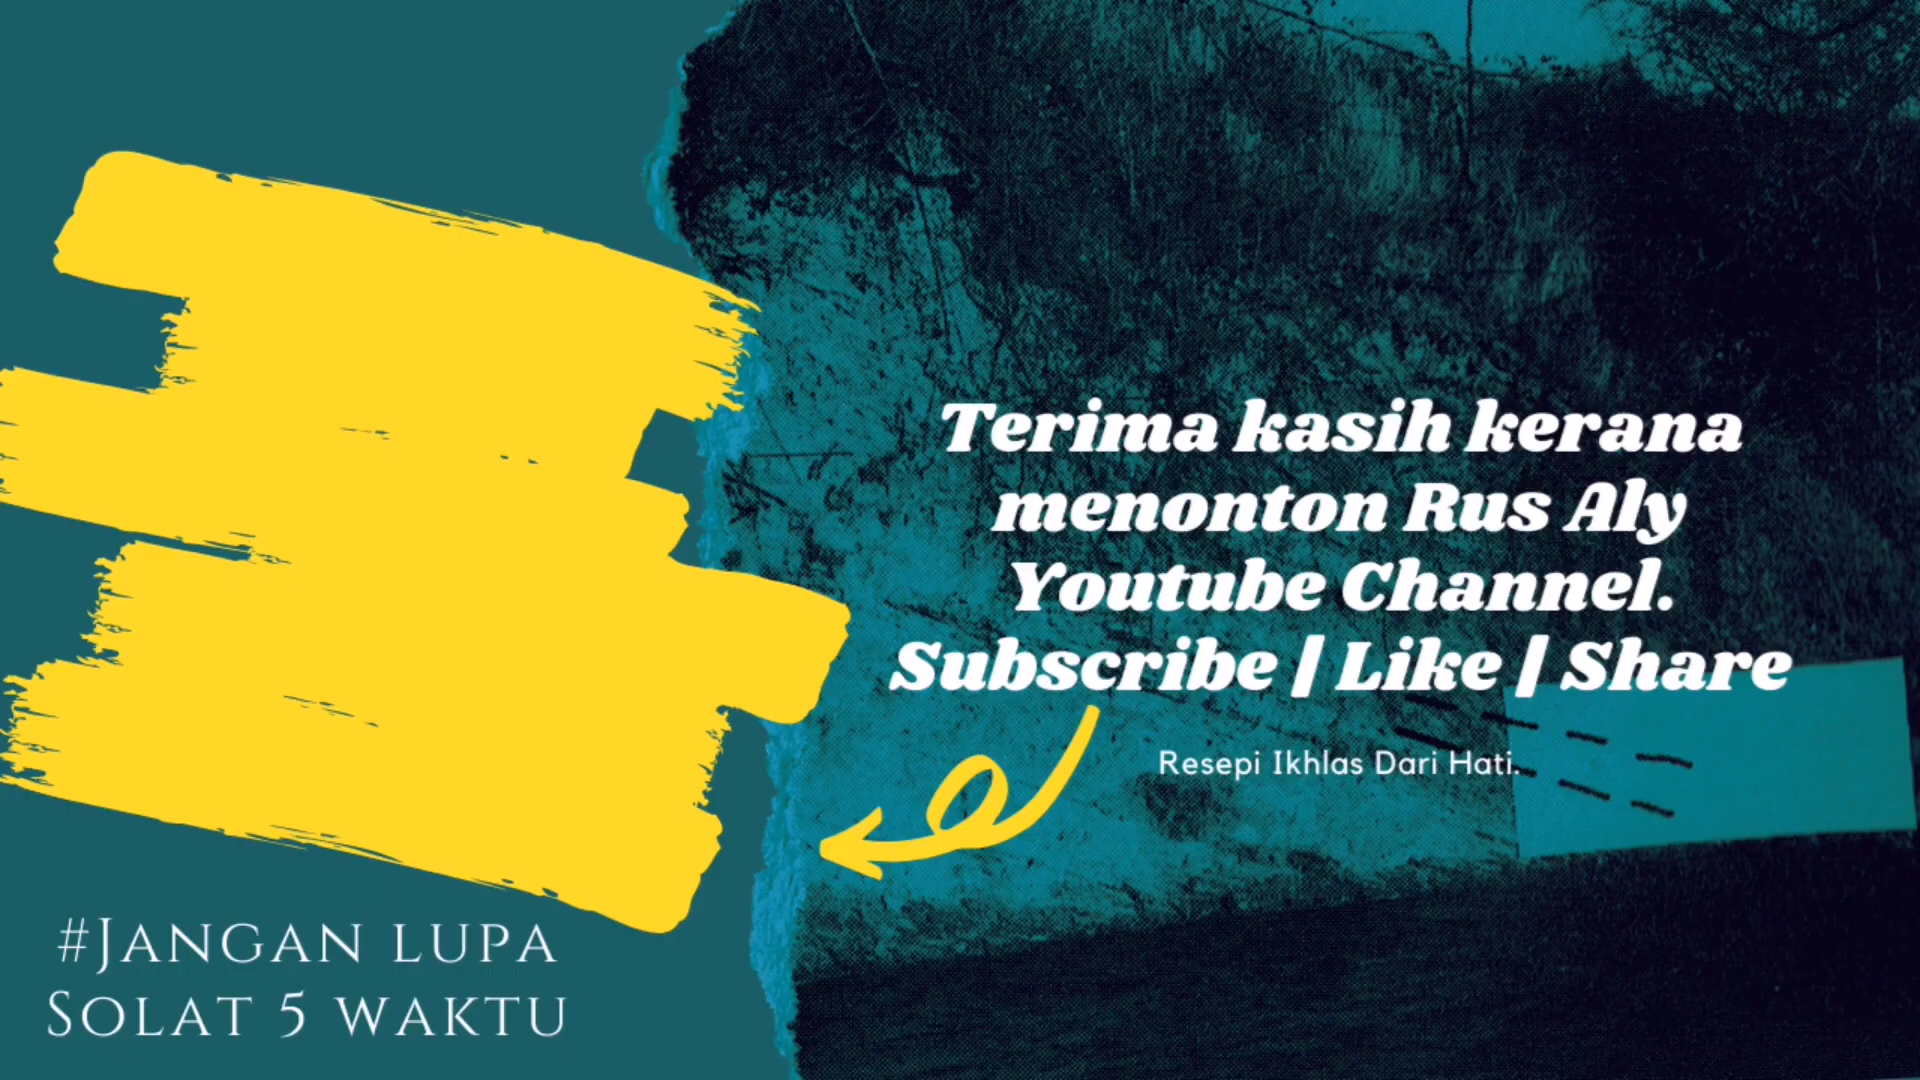 Terima kasih kerana
menonton Rus Aly
Youtube Channel.
Subscribe | Like | Share
Resepi Ikhlas Dari Hati.
#Jangan lupa
Solat 5 waktu